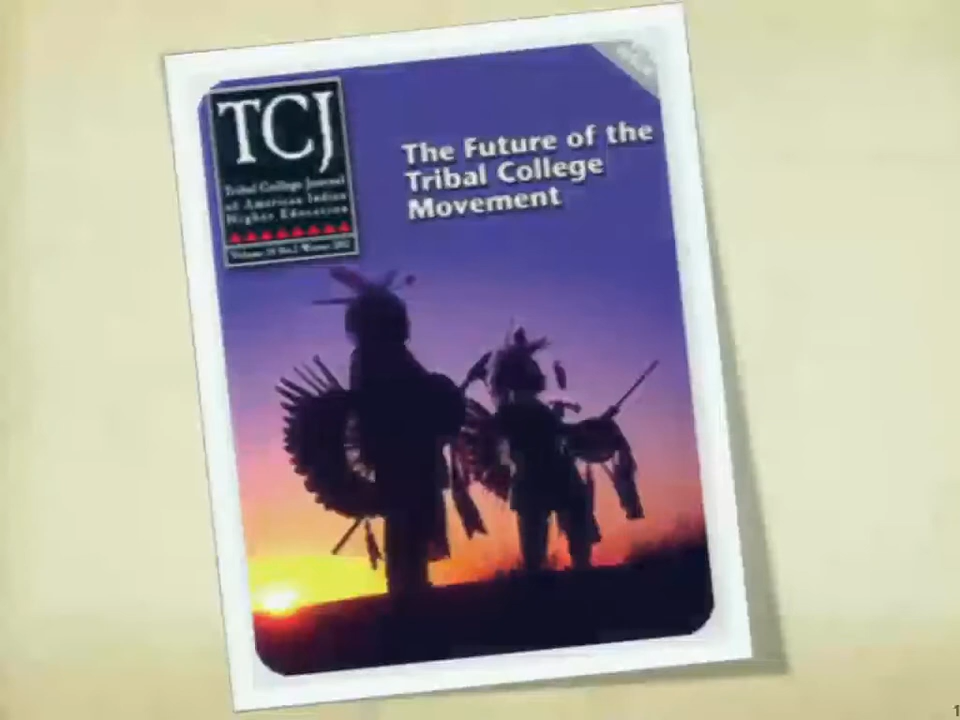 TCJ
Tribal College Journal
of American Indian
Higher Education
The Future of the
Tribal College
Movement
1